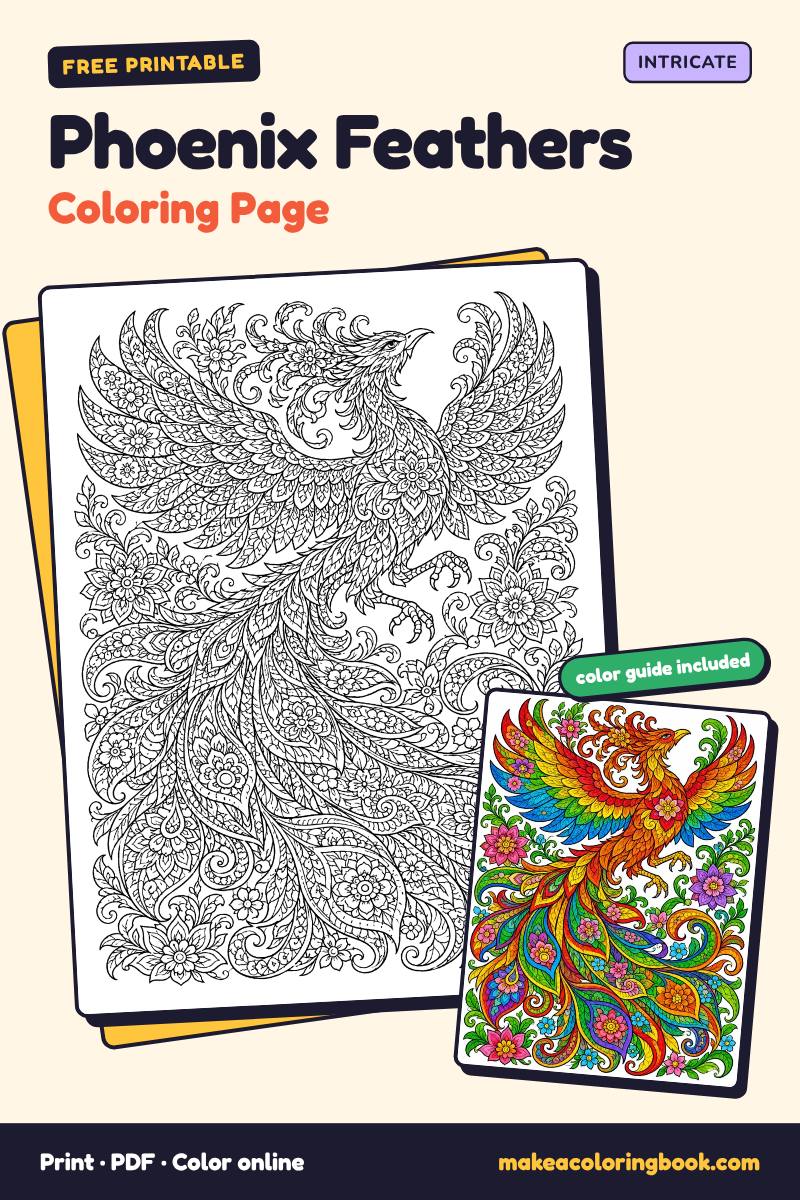 FREE PRINTABLE
INTRICATE
Phoenix Feathers
Coloring Page
color guide included
Print · PDF · Color online
makeacoloringbook.com